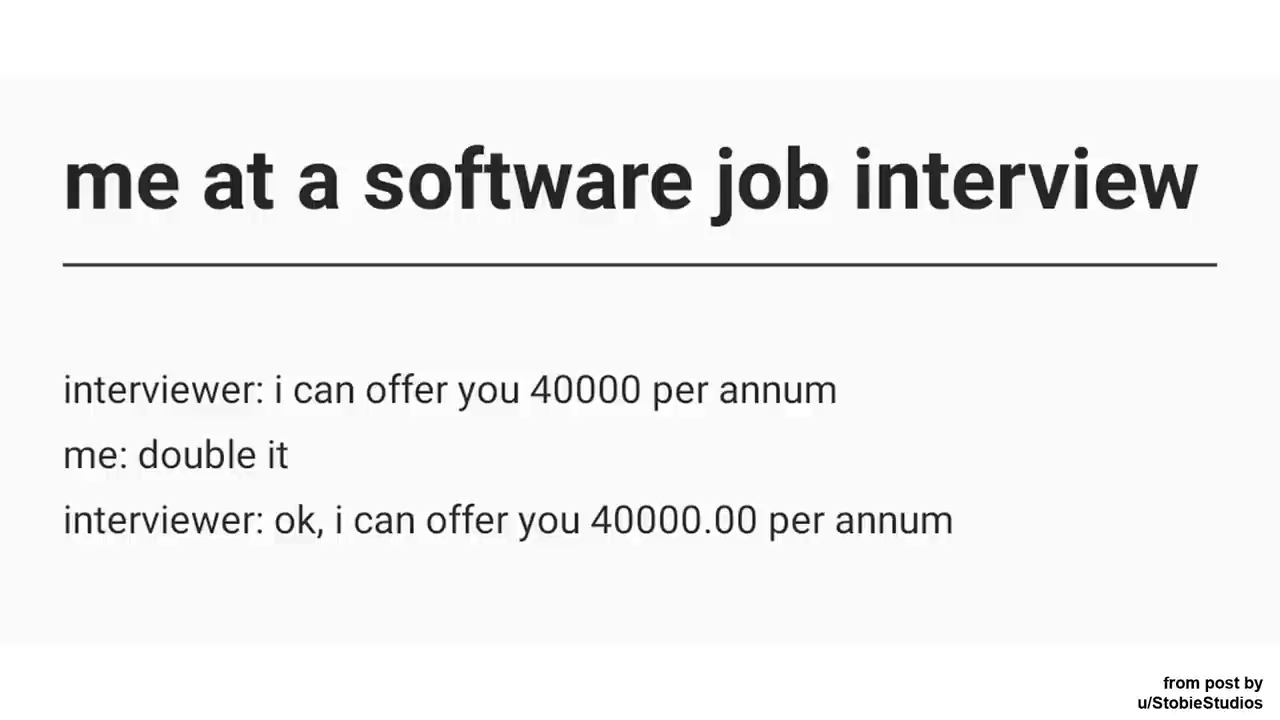 me at a software job interview
interviewer: i can offer you 40000 per annum
me: double it
interviewer: ok, i can offer you 40000.00 per annum
from post by
u/StobieStudios